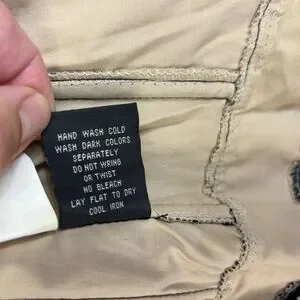 HAND WASH COLD
WASH DARK COLORS
SEPARATELY
DO NOT WRING
OR TWIST
NO BLEACH
LAY FLAT TO DRY
COOL IRON